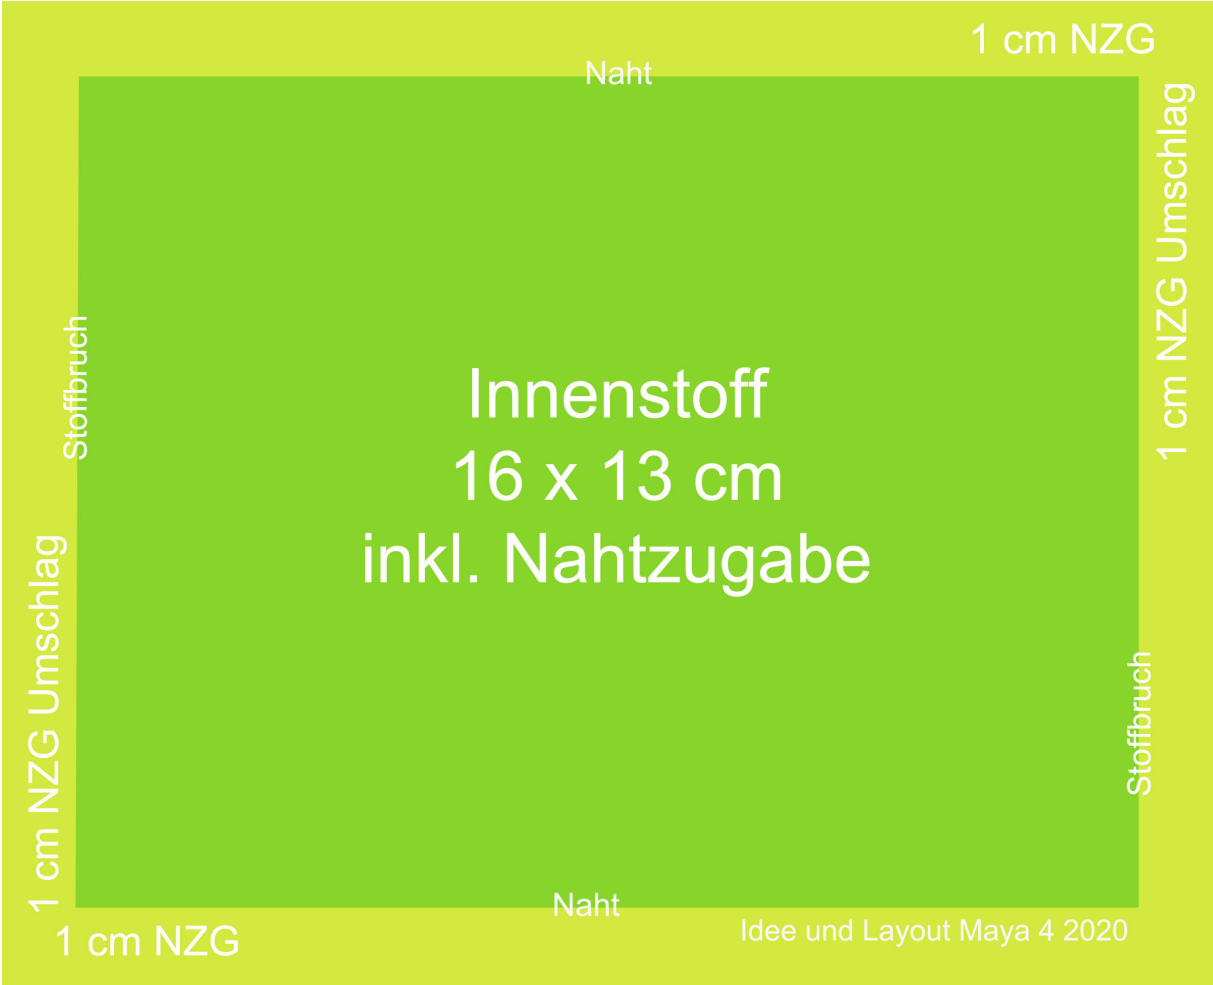 1 cm NZG
Naht
1 cm NZG Umschlag
Stoffbruch
Innenstoff
16 x 13 cm
inkl. Nahtzugabe
1 cm NZG Umschlag
Stoffbruch
Naht
1 cm NZG
Idee und Layout Maya 4 2020